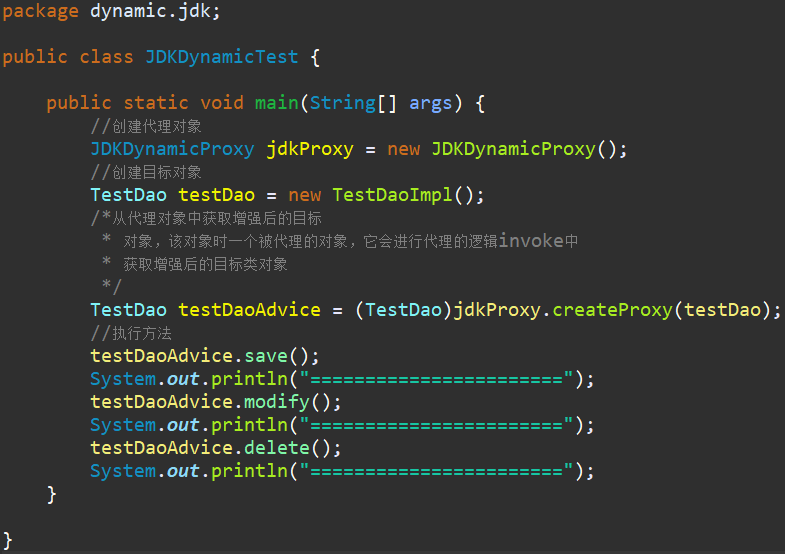 package dynamic.jdk;
public class JDKDynamicTest {
public static void main(String[] args) {
//创建代理对象
JDKDynamicProxy jdkProxy = new JDKDynamicProxy();
//创建目标对象
TestDao testDao = new TestDaoImpl();
/*从代理对象中获取增强后的目标
* 对象，该对象时一个被代理的对象，它会进行代理的逻辑invoke中
* 获取增强后的目标类对象
*/
TestDao testDaoAdvice = (TestDao)jdkProxy.createProxy(testDao);
//执行方法
testDaoAdvice.save();
System.out.println("=======================");
testDaoAdvice.modify();
System.out.println("=======================");
testDaoAdvice.delete();
System.out.println("=======================");
}
}